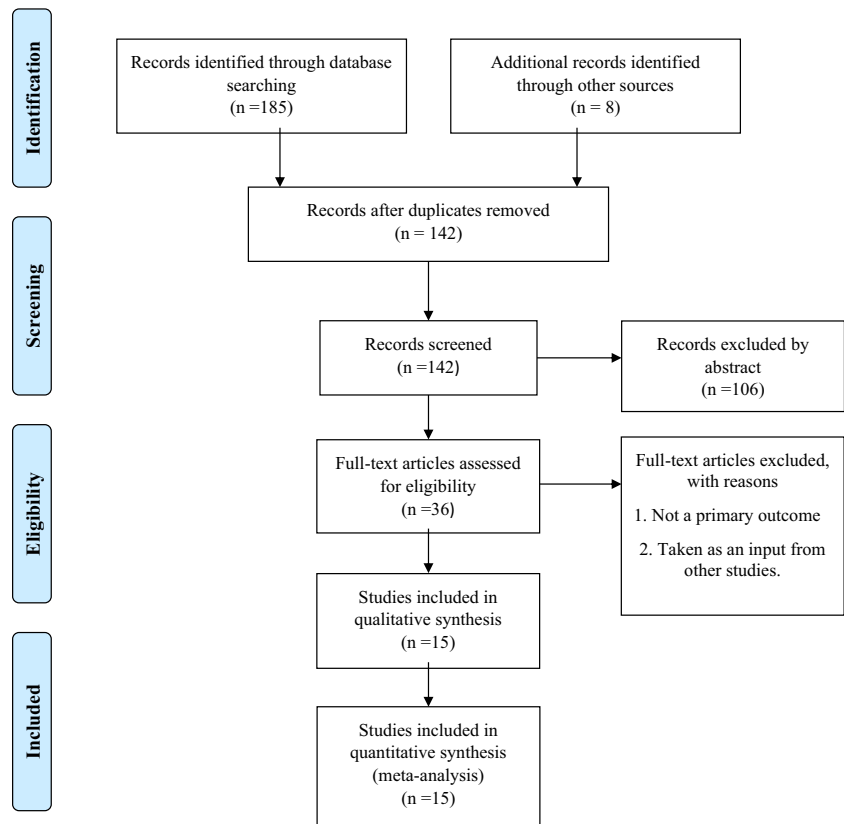 Identification
Records identified through database
searching
(n =185)
Additional records identified
through other sources
(n = 8)
Records after duplicates removed
(n = 142)
Screening
Records screened
(n =142)
Records excluded by
abstract
(n =106)
Eligibility
Full-text articles assessed
for eligibility
(n =36)
Full-text articles excluded,
with reasons
1. Not a primary outcome
2. Taken as an input from
other studies.
Studies included in
qualitative synthesis
(n =15)
Included
Studies included in
quantitative synthesis
(meta-analysis)
(n =15)